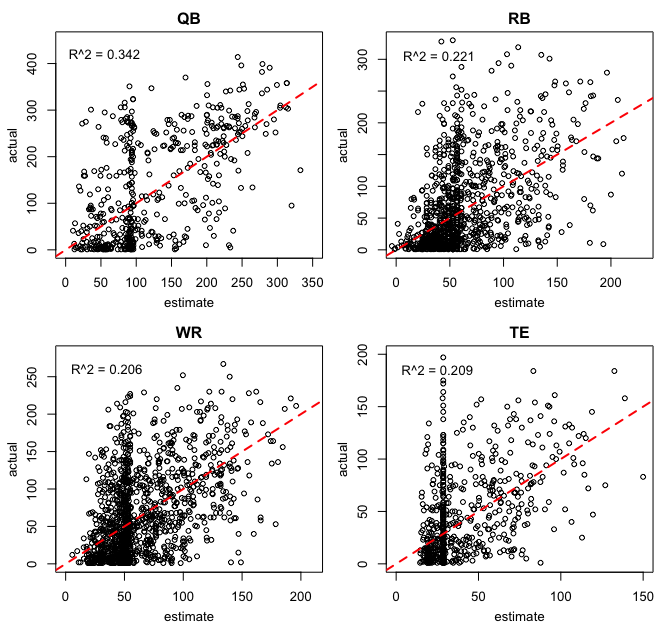 QB
R^2 = 0.342
actual
0 100 200 300 400
0 50 100 150 200 250 300 350
estimate
RB
R^2 = 0.221
actual
0 50 100 200 300
0 50 100 150 200
estimate
WR
R^2 = 0.206
actual
0 50 100 150 200 250
0 50 100 150 200
estimate
TE
R^2 = 0.209
actual
0 50 100 150 200
0 50 100 150
estimate